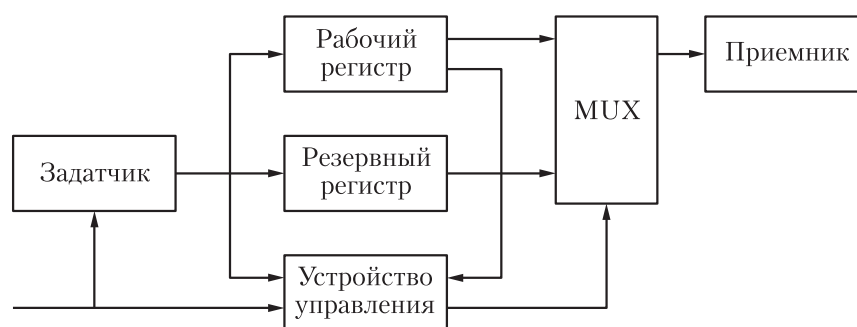 Рабочий
регистр
MUX
Приемник
Задатчик
Резервный
регистр
Устройство
управления